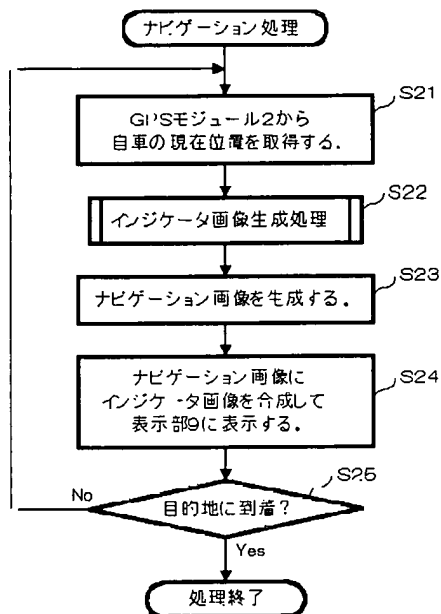 ナビゲーション処理
S21
GPSモジュール2から
自車の現在位置を取得する.
S22
インジケータ画像生成処理
S23
ナビゲーション画像を生成する。
S24
ナビゲーション画像に
インジケータ画像を合成して
表示部9に表示する。
S25
目的地に到着?
No
Yes
処理終了